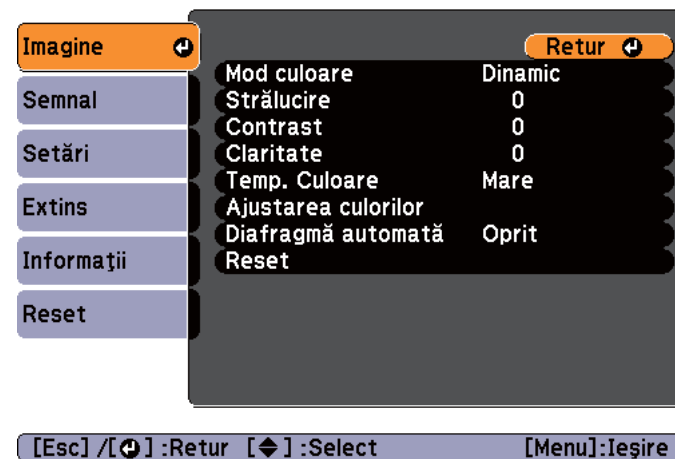 Imagine
Semnal
Setări
Extins
Informaţii
Reset
Retur
Mod culoare Dinamic
Strălucire 0
Contrast 0
Claritate 0
Temp. Culoare Mare
Ajustarea culorilor
Diafragmă automată Oprit
Reset
[Esc] /[⏎] :Retur [◆] :Select [Menu]:Ieşire